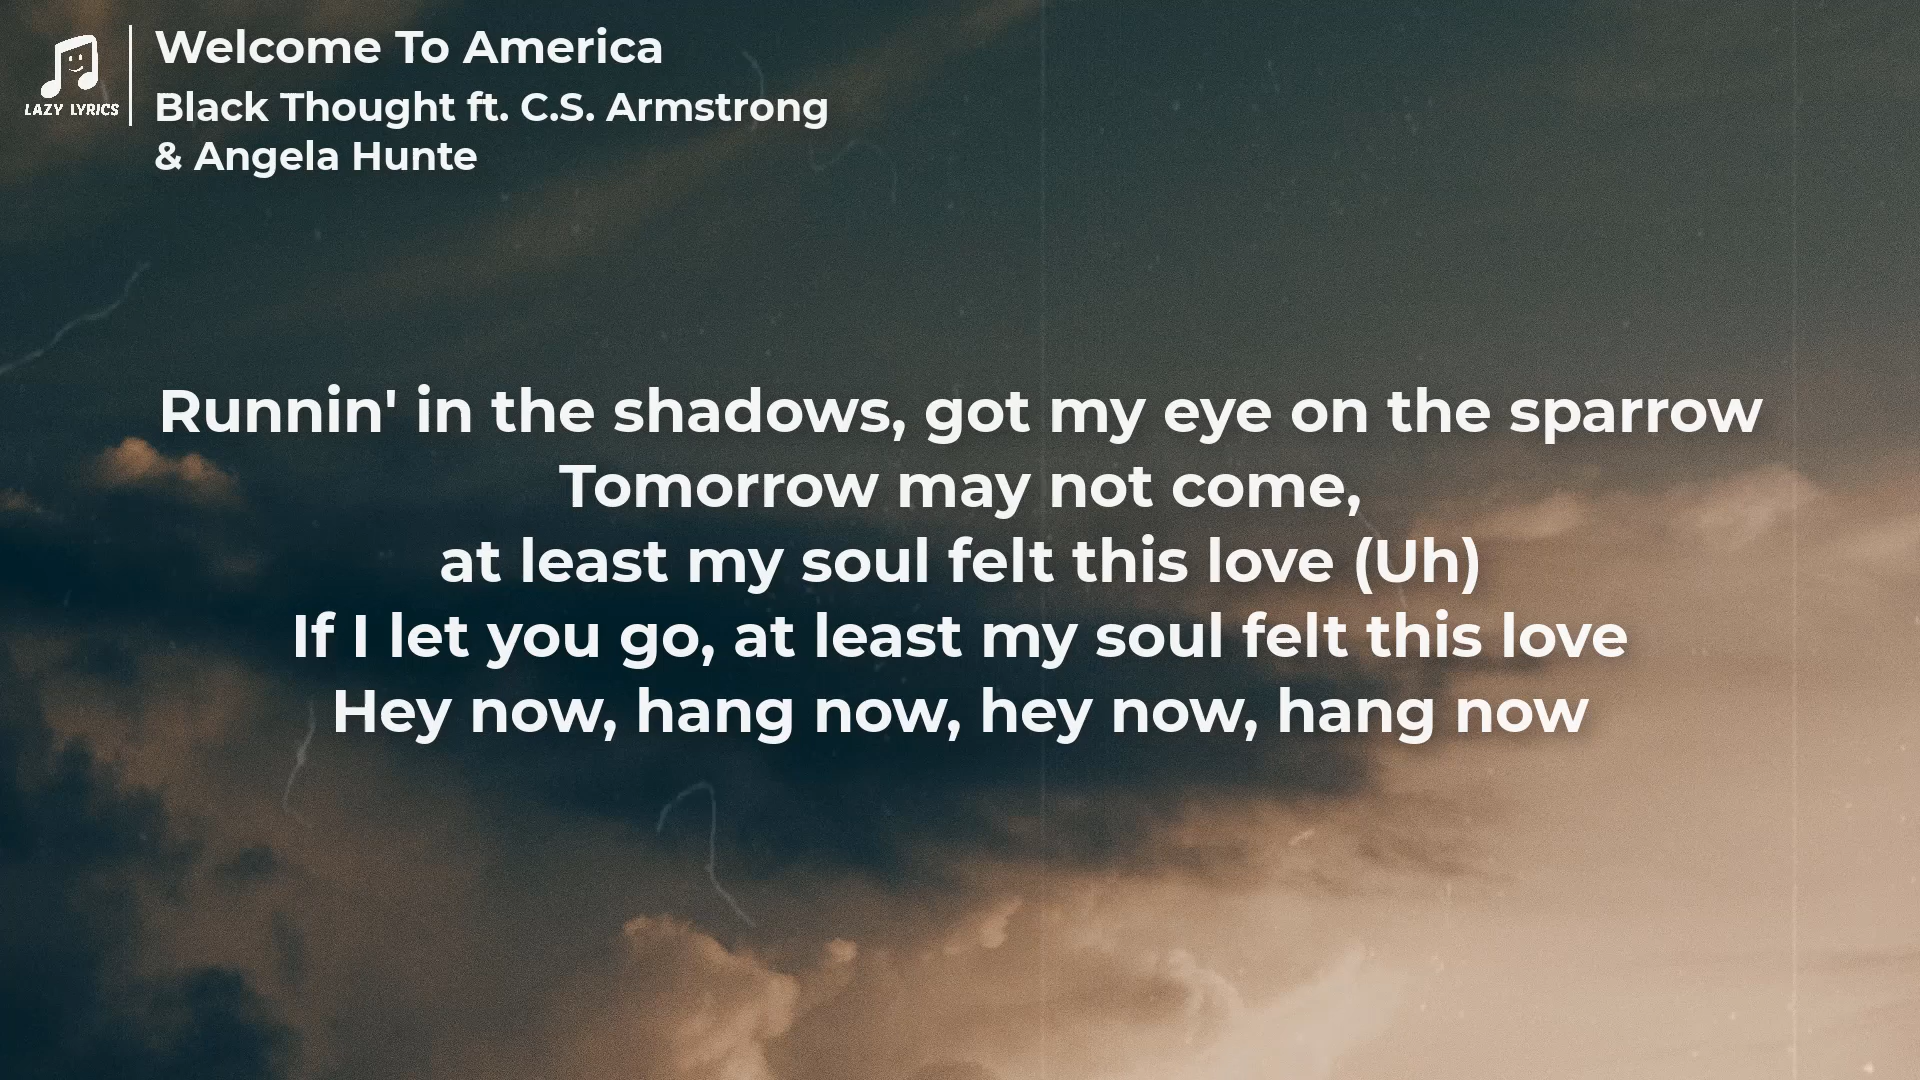 LAZY LYRICS
Welcome To America
Black Thought ft. C.S. Armstrong
& Angela Hunte
Runnin' in the shadows, got my eye on the sparrow
Tomorrow may not come,
at least my soul felt this love (Uh)
If I let you go, at least my soul felt this love
Hey now, hang now, hey now, hang now